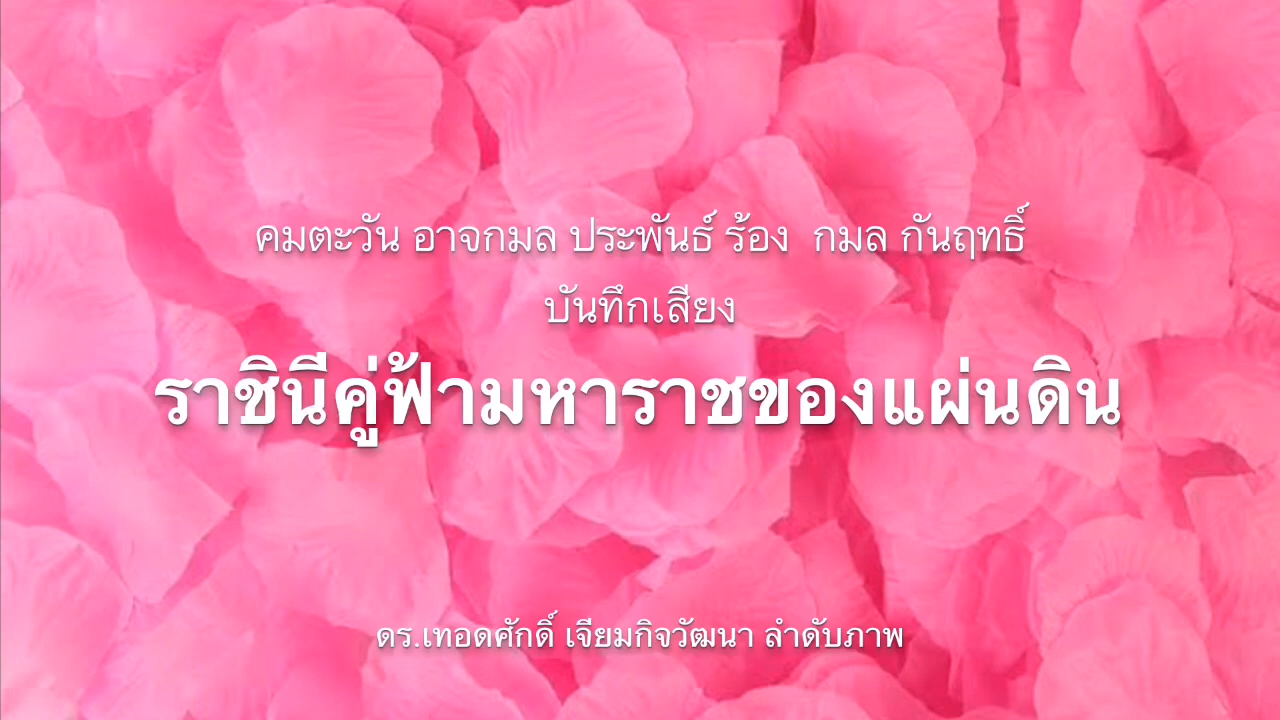 คมตะวัน อาจกมล ประพันธ์ ร้อง  กมล กันฤทธิ์
บันทึกเสียง
ราชินีคู่ฟ้ามหาราชของแผ่นดิน
ดร.เทอดศักดิ์ เจียมกิจวัฒนา ลำดับภาพ